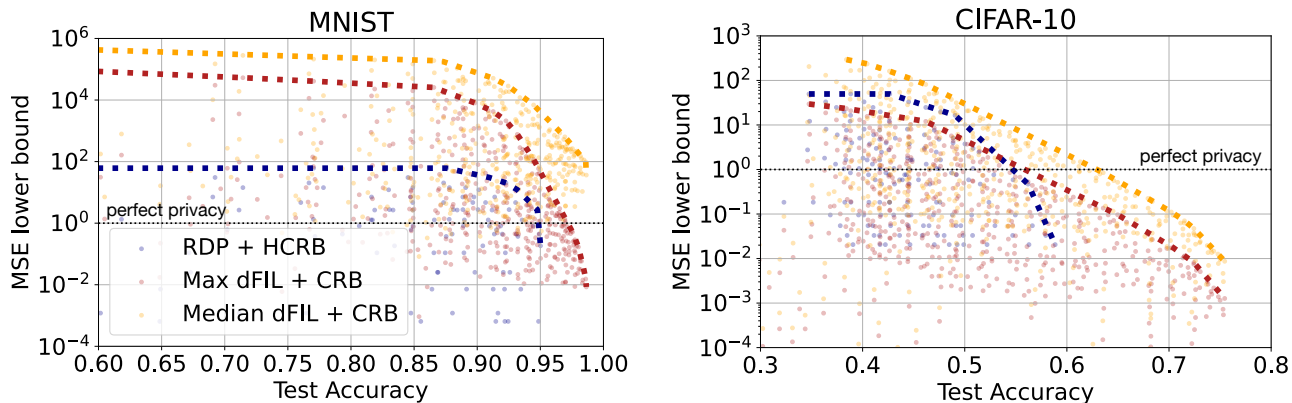 MNIST
MSE lower bound
10^6
10^4
10^2
10^0
10^−2
10^−4
perfect privacy
RDP + HCRB
Max dFIL + CRB
Median dFIL + CRB
0.60 0.65 0.70 0.75 0.80 0.85 0.90 0.95 1.00
Test Accuracy
CIFAR-10
MSE lower bound
10^3
10^2
10^1
10^0
10^−1
10^−2
10^−3
10^−4
perfect privacy
0.3 0.4 0.5 0.6 0.7 0.8
Test Accuracy